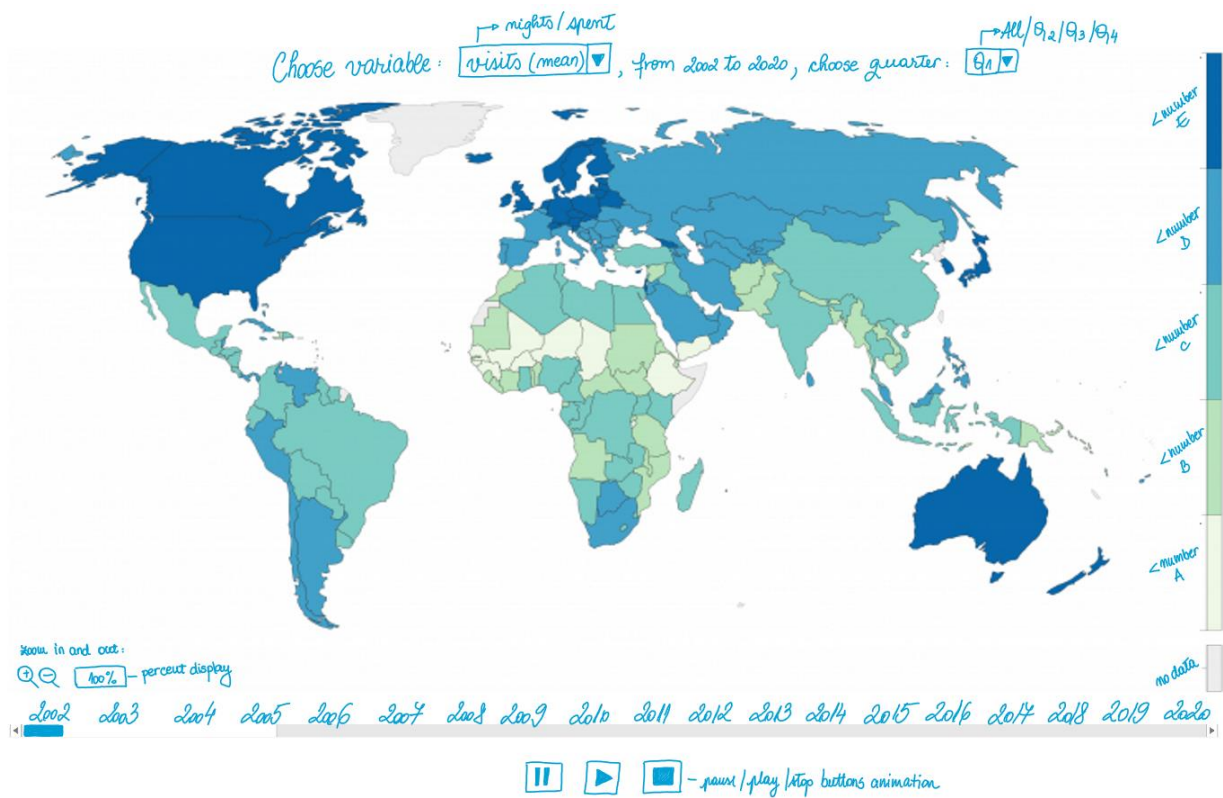 nights/spent
All/Q2/Q3/Q4
Choose variable: visits (mean) ▼, from 2002 to 2020, choose quarter: Q1 ▼
<number E
<number D
<number C
<number B
<number A
no data
zoom in and out:
100% - percent display
2002 2003 2004 2005 2006 2007 2008 2009 2010 2011 2012 2013 2014 2015 2016 2017 2018 2019 2020
- pause/play/stop buttons animation